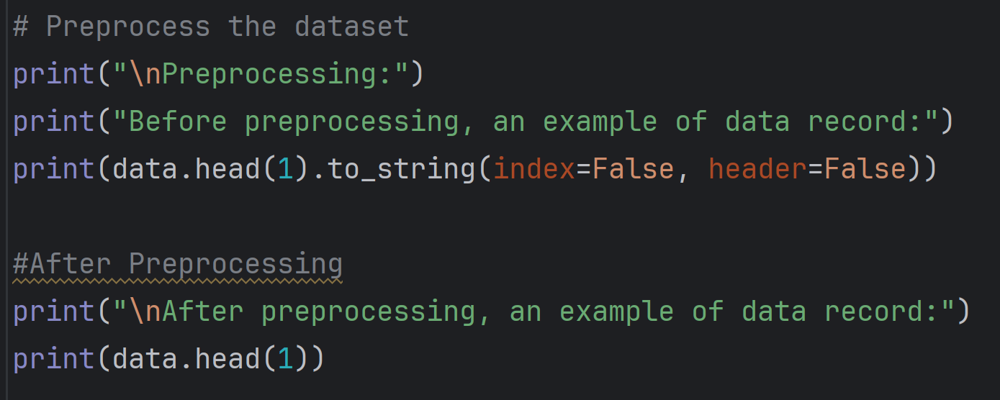 # Preprocess the dataset
print("\nPreprocessing:")
print("Before preprocessing, an example of data record:")
print(data.head(1).to_string(index=False, header=False))
#After Preprocessing
print("\nAfter preprocessing, an example of data record:")
print(data.head(1))